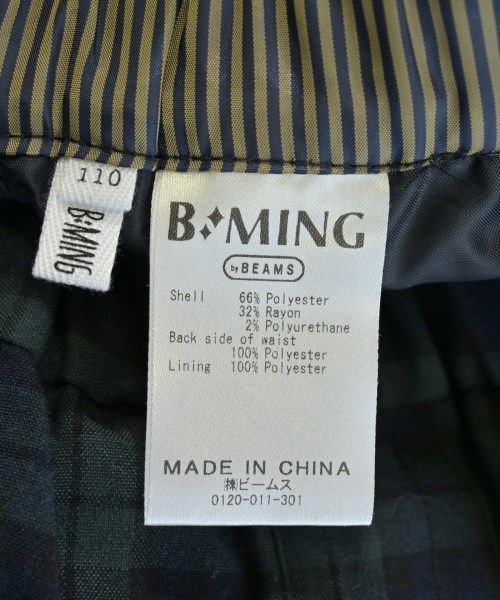 110
B✦MING
B✦MING
by BEAMS
Shell 66% Polyester
32% Rayon
2% Polyurethane
Back side of waist
100% Polyester
Lining 100% Polyester
MADE IN CHINA
㈱ビームス
0120-011-301